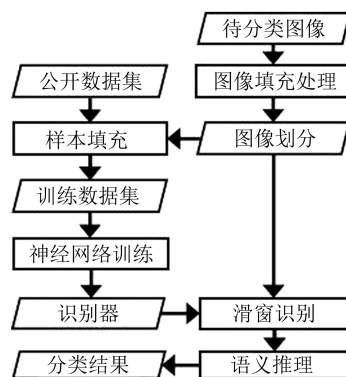 待分类图像
公开数据集
图像填充处理
样本填充
图像划分
训练数据集
神经网络训练
识别器
滑窗识别
分类结果
语义推理